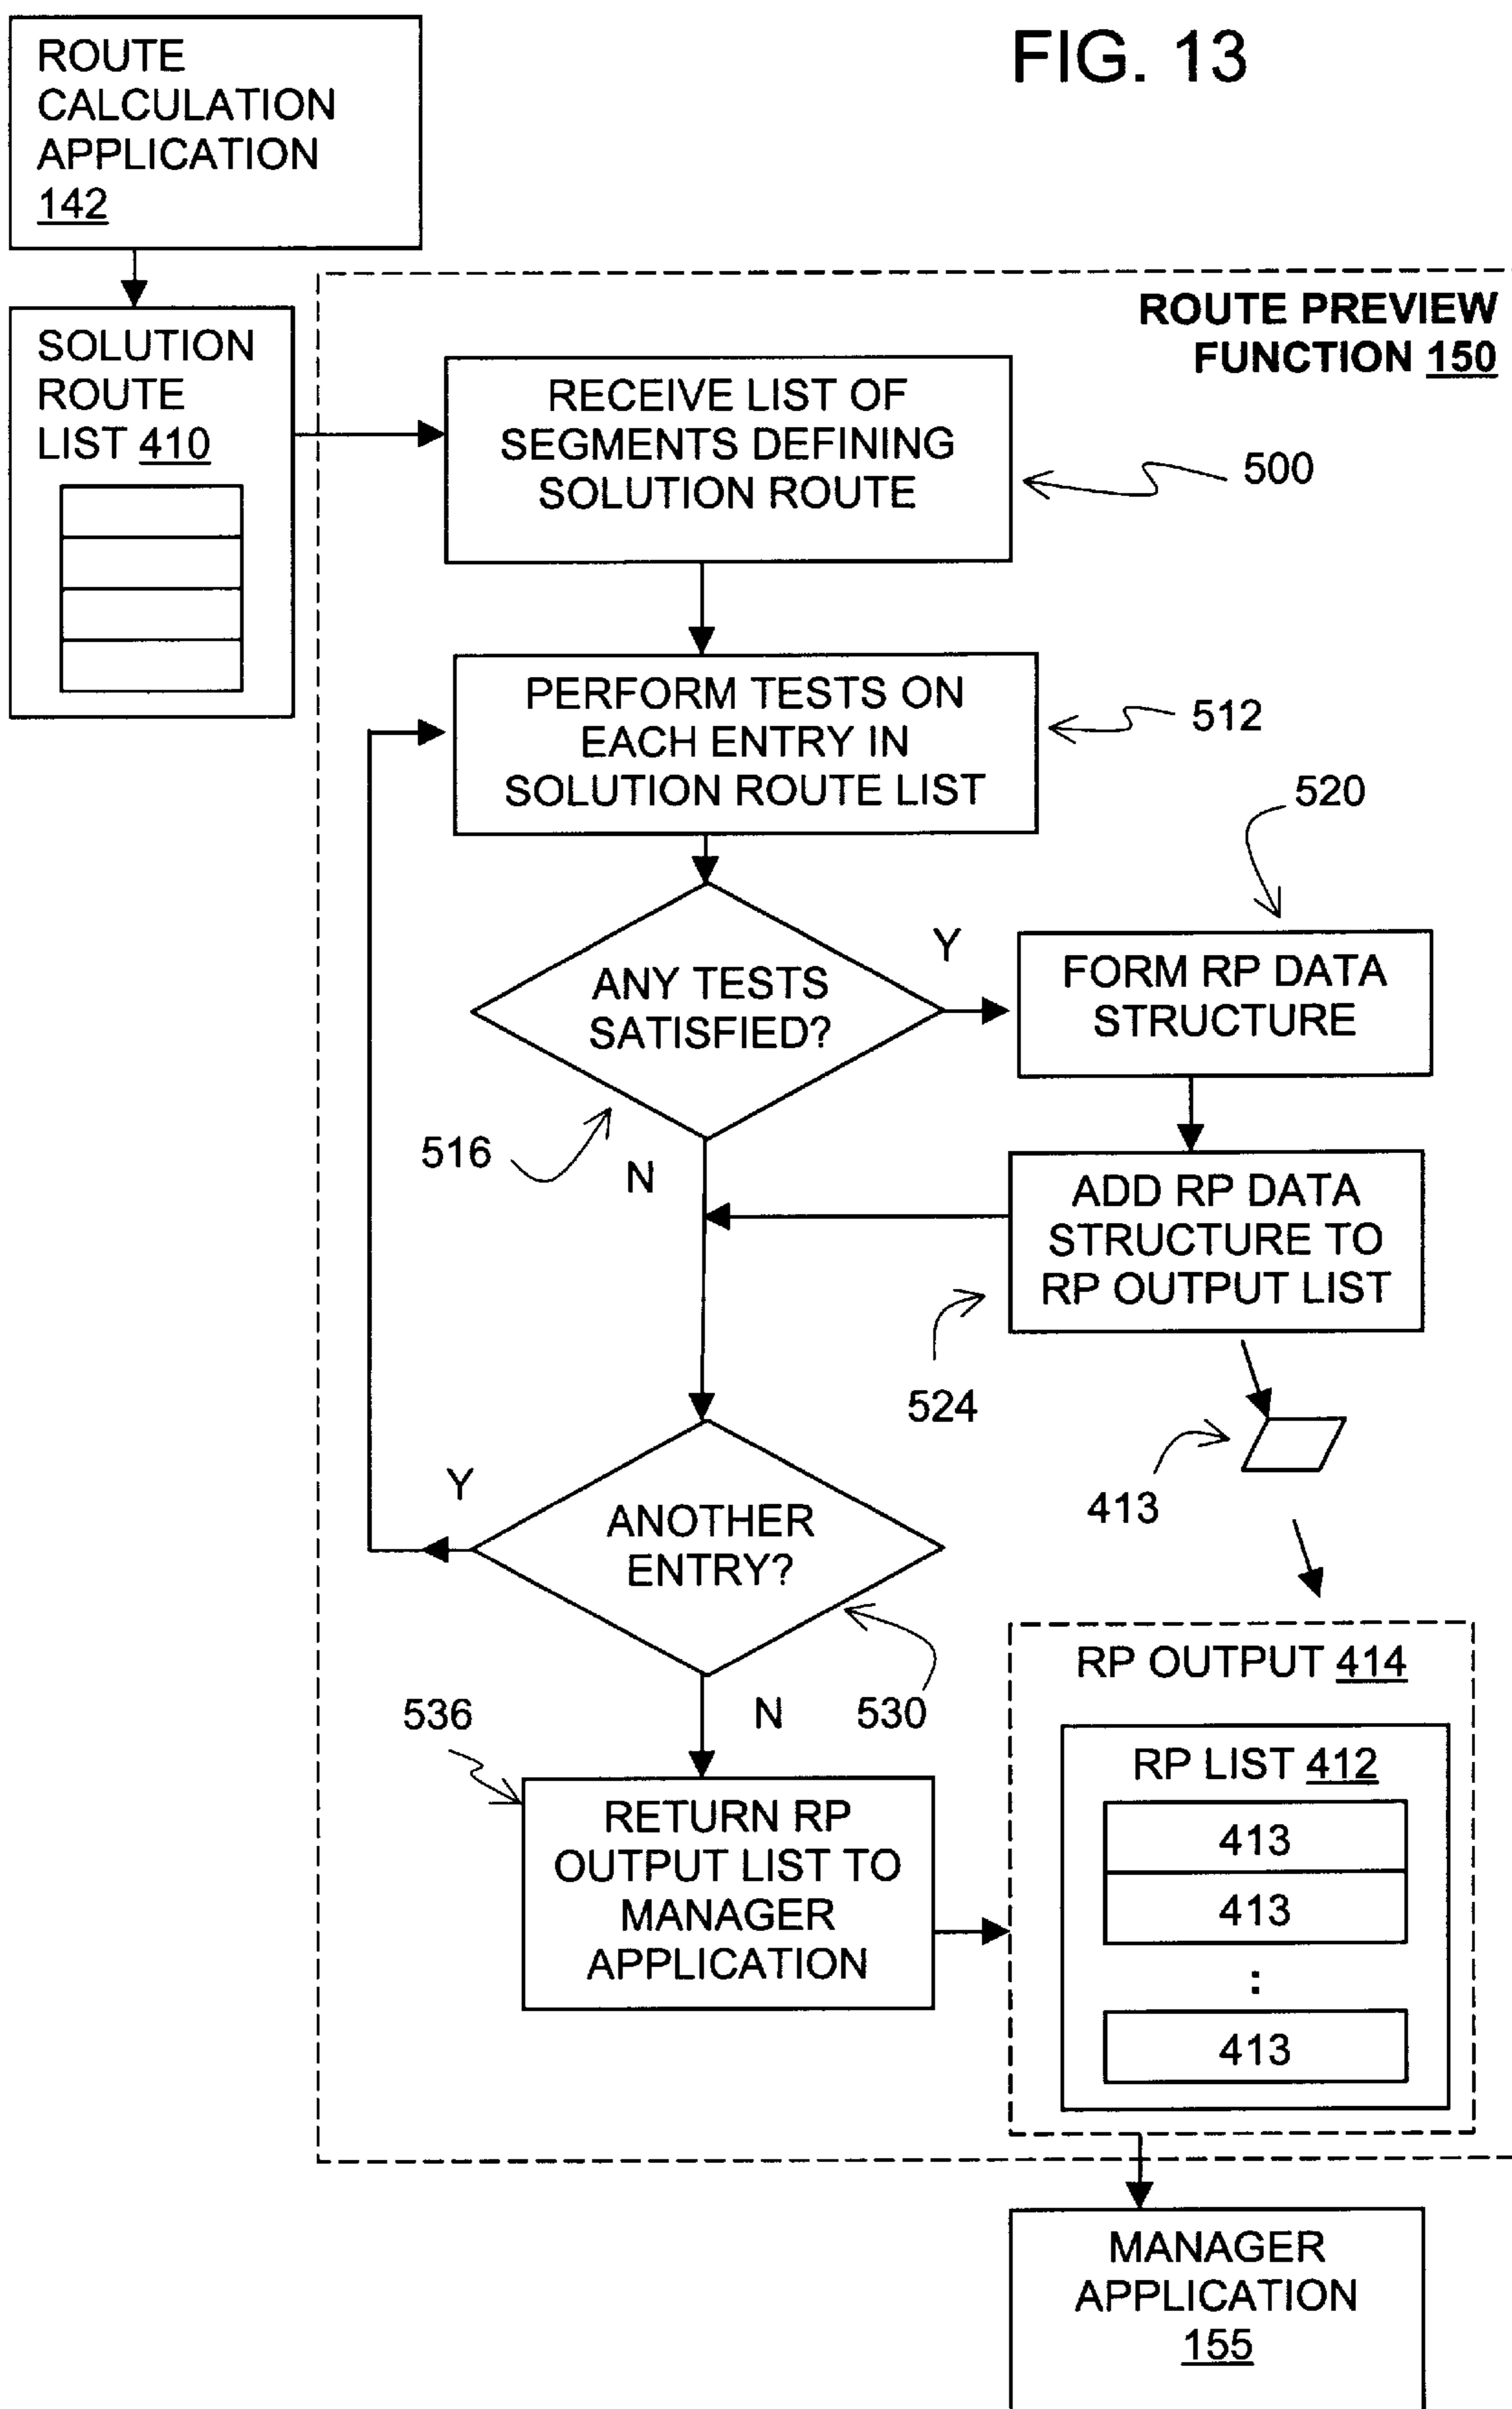 FIG. 13
ROUTE
CALCULATION
APPLICATION
142
SOLUTION
ROUTE
LIST 410
ROUTE PREVIEW
FUNCTION 150
RECEIVE LIST OF
SEGMENTS DEFINING
SOLUTION ROUTE
500
PERFORM TESTS ON
EACH ENTRY IN
SOLUTION ROUTE LIST
512
520
ANY TESTS
SATISFIED?
Y
FORM RP DATA
STRUCTURE
516
N
ADD RP DATA
STRUCTURE TO
RP OUTPUT LIST
524
413
Y
ANOTHER
ENTRY?
530
N
536
RETURN RP
OUTPUT LIST TO
MANAGER
APPLICATION
RP OUTPUT 414
RP LIST 412
413
413
:
413
MANAGER
APPLICATION
155